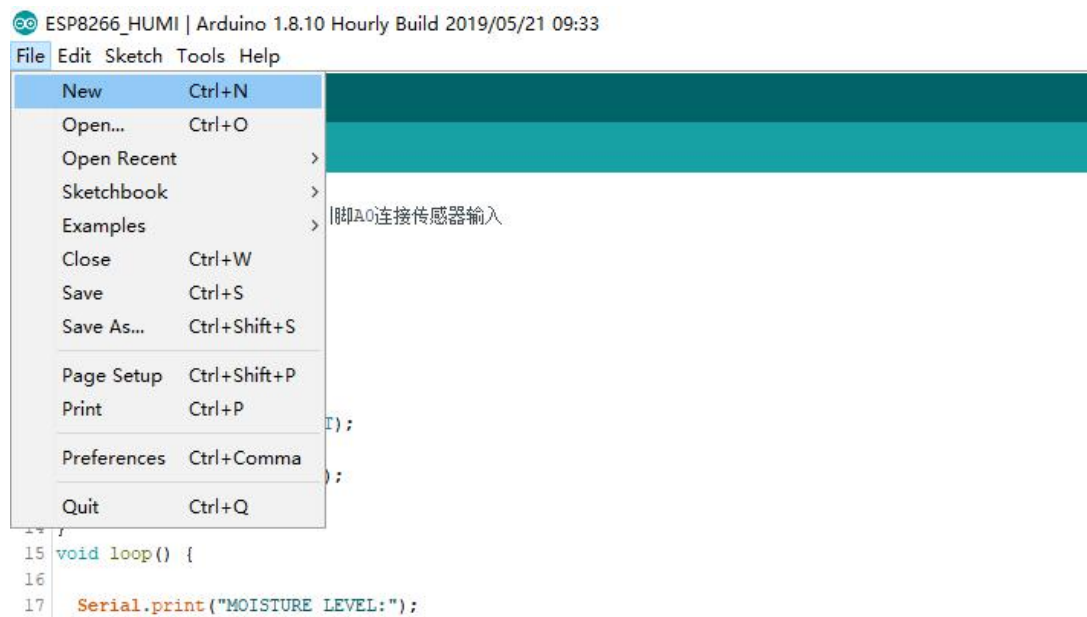 ESP8266_HUMI | Arduino 1.8.10 Hourly Build 2019/05/21 09:33
File Edit Sketch Tools Help
New Ctrl+N
Open... Ctrl+O
Open Recent
Sketchbook
脚A0连接传感器输入
Examples
Close Ctrl+W
Save Ctrl+S
Save As... Ctrl+Shift+S
Page Setup Ctrl+Shift+P
Print Ctrl+P
);
Preferences Ctrl+Comma
);
Quit Ctrl+Q
15 void loop() {
16
17 Serial.print("MOISTURE LEVEL:");